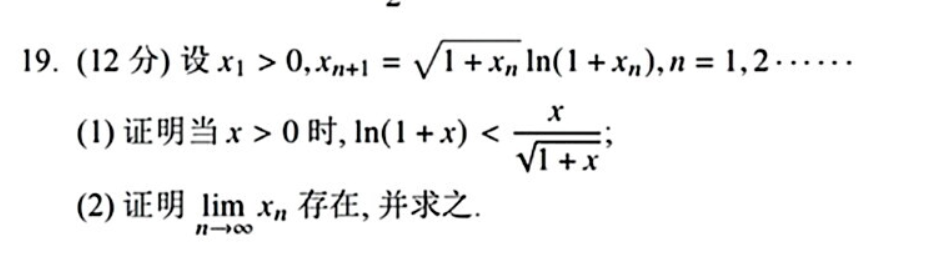 19. (12 分) 设 x₁ > 0, xₙ₊₁ = √(1 + xₙ) ln(1 + xₙ), n = 1, 2 ······
(1) 证明当 x > 0 时, ln(1 + x) < x/√(1 + x);
(2) 证明 lim_{n→∞} xₙ 存在, 并求之.